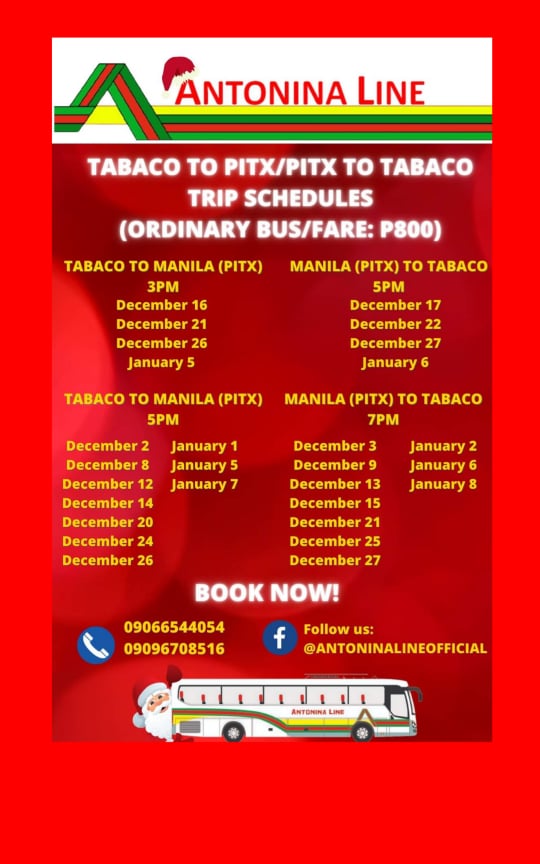 ANTONINA LINE
TABACO TO PITX/PITX TO TABACO
TRIP SCHEDULES
(ORDINARY BUS/FARE: P800)
TABACO TO MANILA (PITX)
3PM
December 16
December 21
December 26
January 5
MANILA (PITX) TO TABACO
5PM
December 17
December 22
December 27
January 6
TABACO TO MANILA (PITX)
5PM
December 2
December 8
December 12
December 14
December 20
December 24
December 26
January 1
January 5
January 7
MANILA (PITX) TO TABACO
7PM
December 3
December 9
December 13
December 15
December 21
December 25
December 27
January 2
January 6
January 8
BOOK NOW!
09066544054
09096708516
Follow us:
@ANTONINALINEOFFICIAL
ANTONINA LINE